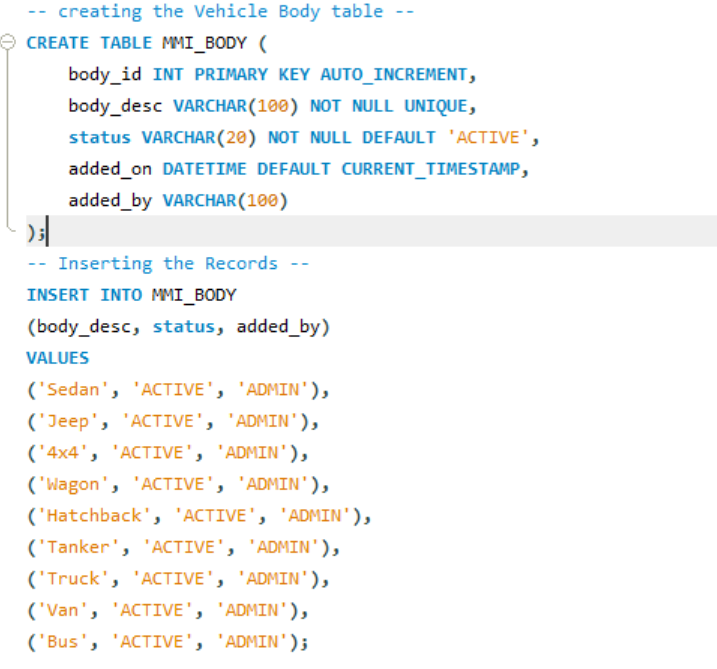 -- creating the Vehicle Body table --
CREATE TABLE MMI_BODY (
body_id INT PRIMARY KEY AUTO_INCREMENT,
body_desc VARCHAR(100) NOT NULL UNIQUE,
status VARCHAR(20) NOT NULL DEFAULT 'ACTIVE',
added_on DATETIME DEFAULT CURRENT_TIMESTAMP,
added_by VARCHAR(100)
);
-- Inserting the Records --
INSERT INTO MMI_BODY
(body_desc, status, added_by)
VALUES
('Sedan', 'ACTIVE', 'ADMIN'),
('Jeep', 'ACTIVE', 'ADMIN'),
('4x4', 'ACTIVE', 'ADMIN'),
('Wagon', 'ACTIVE', 'ADMIN'),
('Hatchback', 'ACTIVE', 'ADMIN'),
('Tanker', 'ACTIVE', 'ADMIN'),
('Truck', 'ACTIVE', 'ADMIN'),
('Van', 'ACTIVE', 'ADMIN'),
('Bus', 'ACTIVE', 'ADMIN');